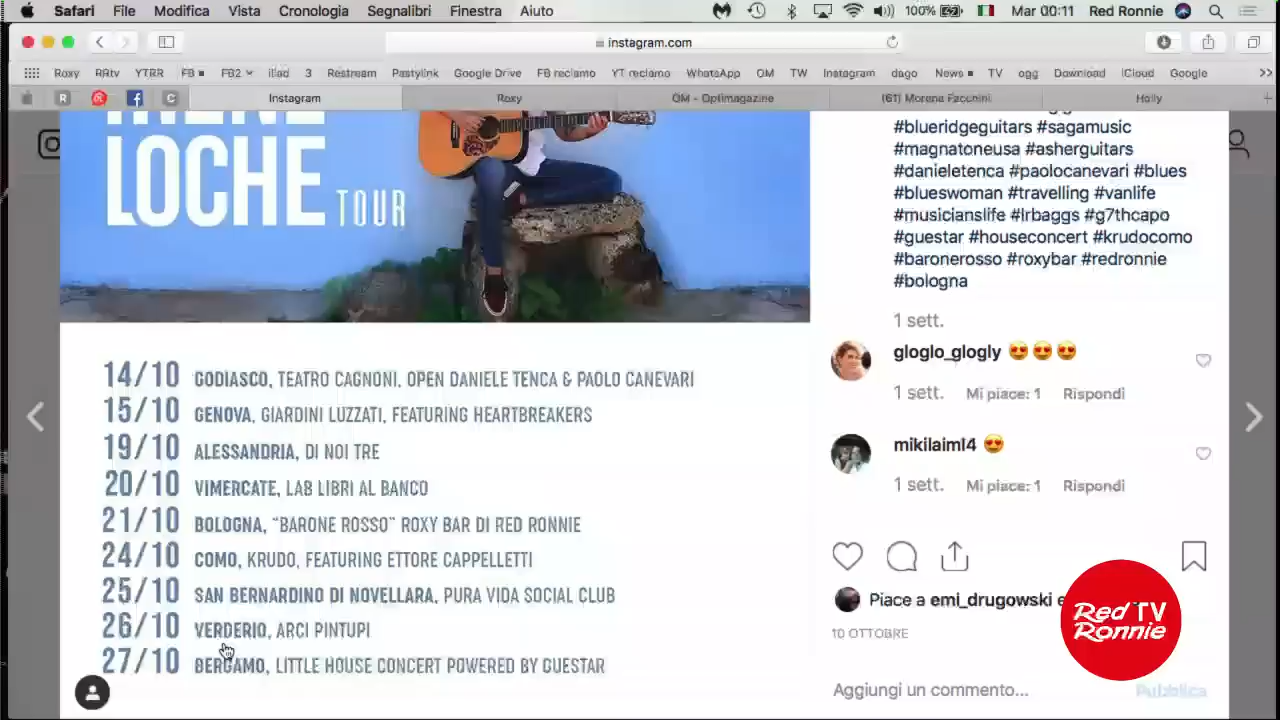 Safari File Modifica Vista Cronologia Segnalibri Finestra Aiuto 100% Mar 00:11 Red Ronnie
instagram.com
Roxy RRtv YTRR FB FB2 iliad 3 Restream Pastylink Google Drive FB reclamo YT reclamo WhatsApp OM TW Instagram dago News TV ogg Download iCloud Google
R C Instagram Roxy OM - Optimagazine (61) Morena Facchini Holly
LOCHE TOUR
14/10 GODIASCO, TEATRO CAGNONI, OPEN DANIELE TENCA & PAOLO CANEVARI
15/10 GENOVA, GIARDINI LUZZATI, FEATURING HEARTBREAKERS
19/10 ALESSANDRIA, DI NOI TRE
20/10 VIMERCATE, LAB LIBRI AL BANCO
21/10 BOLOGNA, “BARONE ROSSO” ROXY BAR DI RED RONNIE
24/10 COMO, KRUDO, FEATURING ETTORE CAPPELLETTI
25/10 SAN BERNARDINO DI NOVELLARA, PURA VIDA SOCIAL CLUB
26/10 VERDERIO, ARCI PINTUPI
27/10 BERGAMO, LITTLE HOUSE CONCERT POWERED BY GUESTAR
#blueridgeguitars #sagamusic
#magnatoneusa #asherguitars
#danieletenca #paolocanevari #blues
#blueswoman #travelling #vanlife
#musicianslife #lrbaggs #g7thcapo
#guestar #houseconcert #krudocomo
#baronerosso #roxybar #redronnie
#bologna
1 sett.
gloglo_glogly 😍😍😍
1 sett. Mi piace: 1 Rispondi
mikilaiml4 😍
1 sett. Mi piace: 1 Rispondi
Piace a emi_drugowski e
10 OTTOBRE
Aggiungi un commento... Pubblica
Red TV
Ronnie